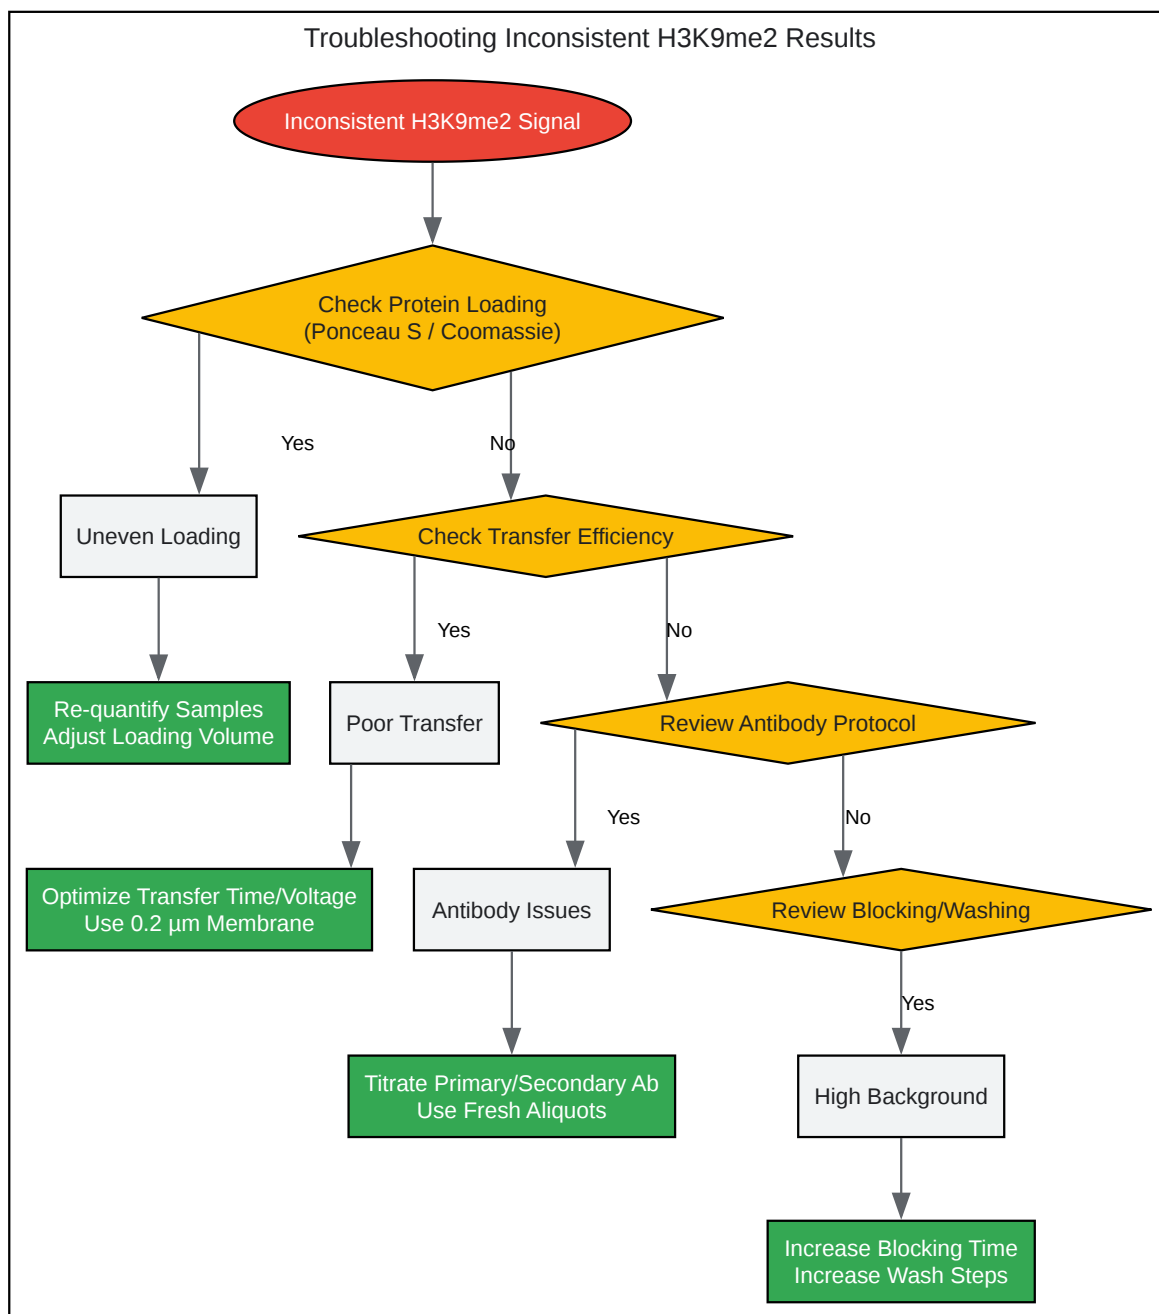 Troubleshooting Inconsistent H3K9me2 Results
Inconsistent H3K9me2 Signal
Check Protein Loading
(Ponceau S / Coomassie)
Yes
No
Uneven Loading
Check Transfer Efficiency
Yes
No
Re-quantify Samples
Adjust Loading Volume
Poor Transfer
Review Antibody Protocol
Yes
No
Optimize Transfer Time/Voltage
Use 0.2 µm Membrane
Antibody Issues
Review Blocking/Washing
Yes
Titrate Primary/Secondary Ab
Use Fresh Aliquots
High Background
Increase Blocking Time
Increase Wash Steps